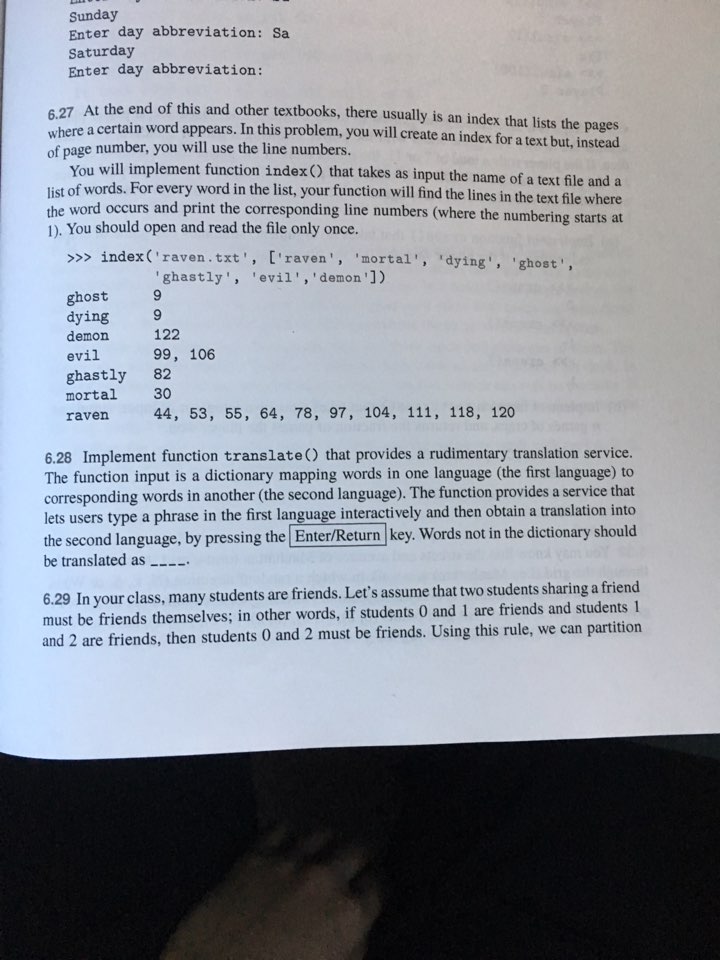 Sunday
Enter day abbreviation: Sa
Saturday
Enter day abbreviation:
6.27 At the end of this and other textbooks, there usually is an index that lists the pages
where a certain word appears. In this problem, you will create an index for a text but, instead
of page number, you will use the line numbers.
You will implement function index() that takes as input the name of a text file and a
list of words. For every word in the list, your function will find the lines in the text file where
the word occurs and print the corresponding line numbers (where the numbering starts at
1). You should open and read the file only once.
>>> index('raven.txt', ['raven', 'mortal', 'dying', 'ghost',
'ghastly', 'evil','demon'])
ghost 9
dying 9
demon 122
evil 99, 106
ghastly 82
mortal 30
raven 44, 53, 55, 64, 78, 97, 104, 111, 118, 120
6.28 Implement function translate() that provides a rudimentary translation service.
The function input is a dictionary mapping words in one language (the first language) to
corresponding words in another (the second language). The function provides a service that
lets users type a phrase in the first language interactively and then obtain a translation into
the second language, by pressing the Enter/Return key. Words not in the dictionary should
be translated as ____.
6.29 In your class, many students are friends. Let's assume that two students sharing a friend
must be friends themselves; in other words, if students 0 and 1 are friends and students 1
and 2 are friends, then students 0 and 2 must be friends. Using this rule, we can partition